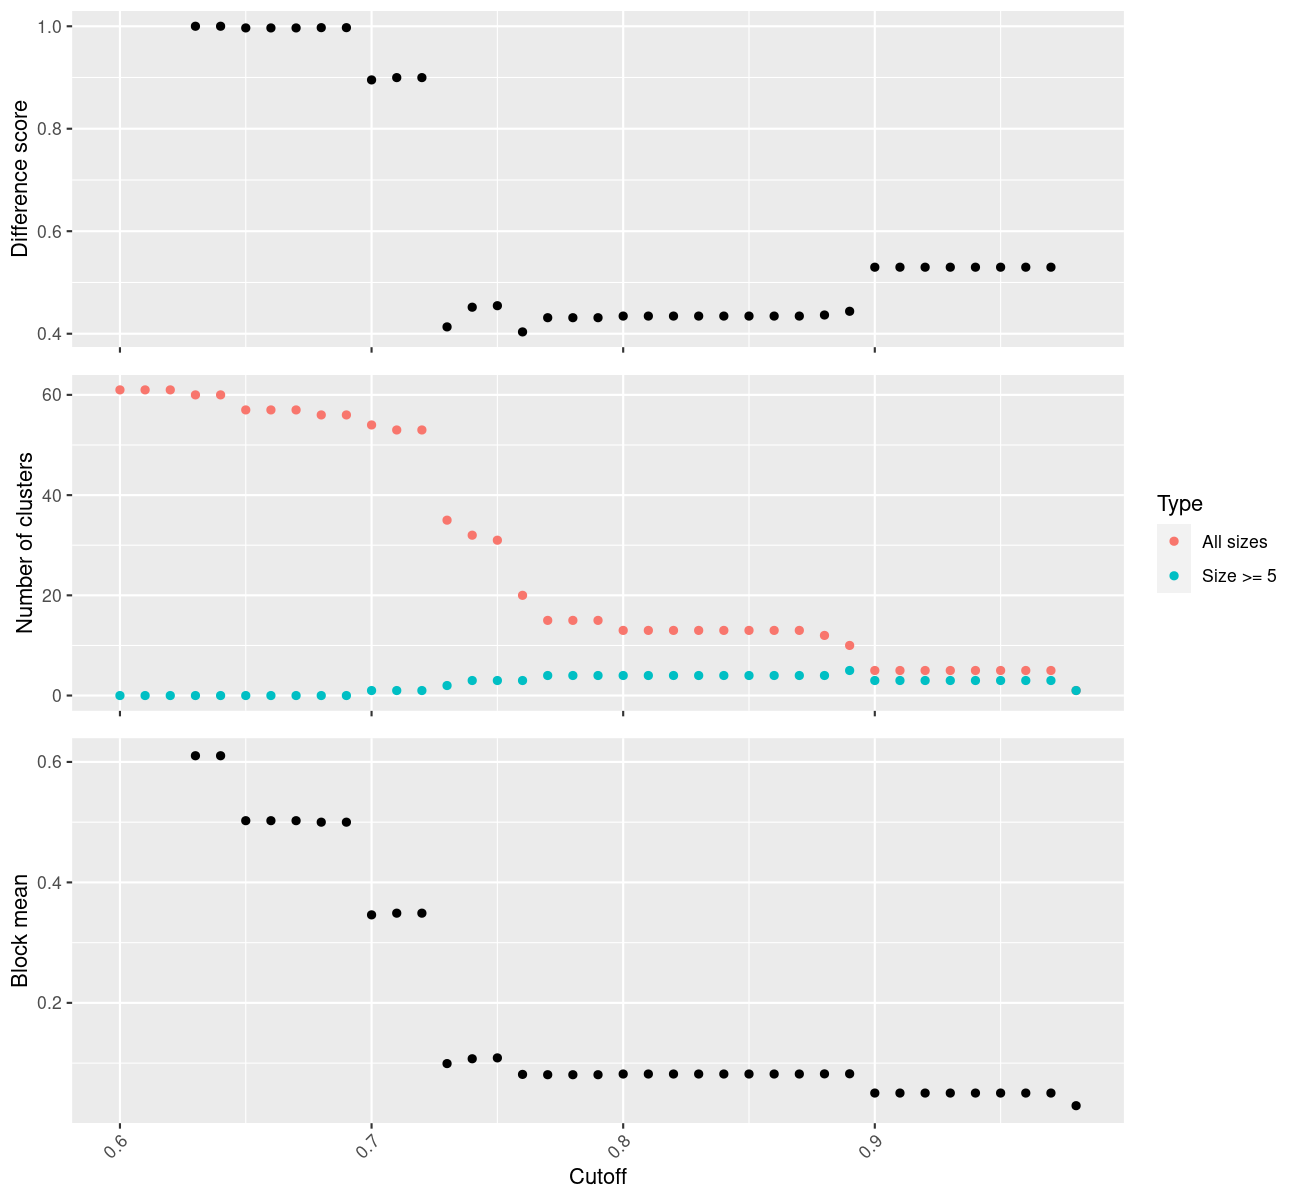 Difference score
1.0
0.8
0.6
0.4
Number of clusters
60
40
20
0
Type
All sizes
Size >= 5
Block mean
0.6
0.4
0.2
0.6
0.7
0.8
0.9
Cutoff